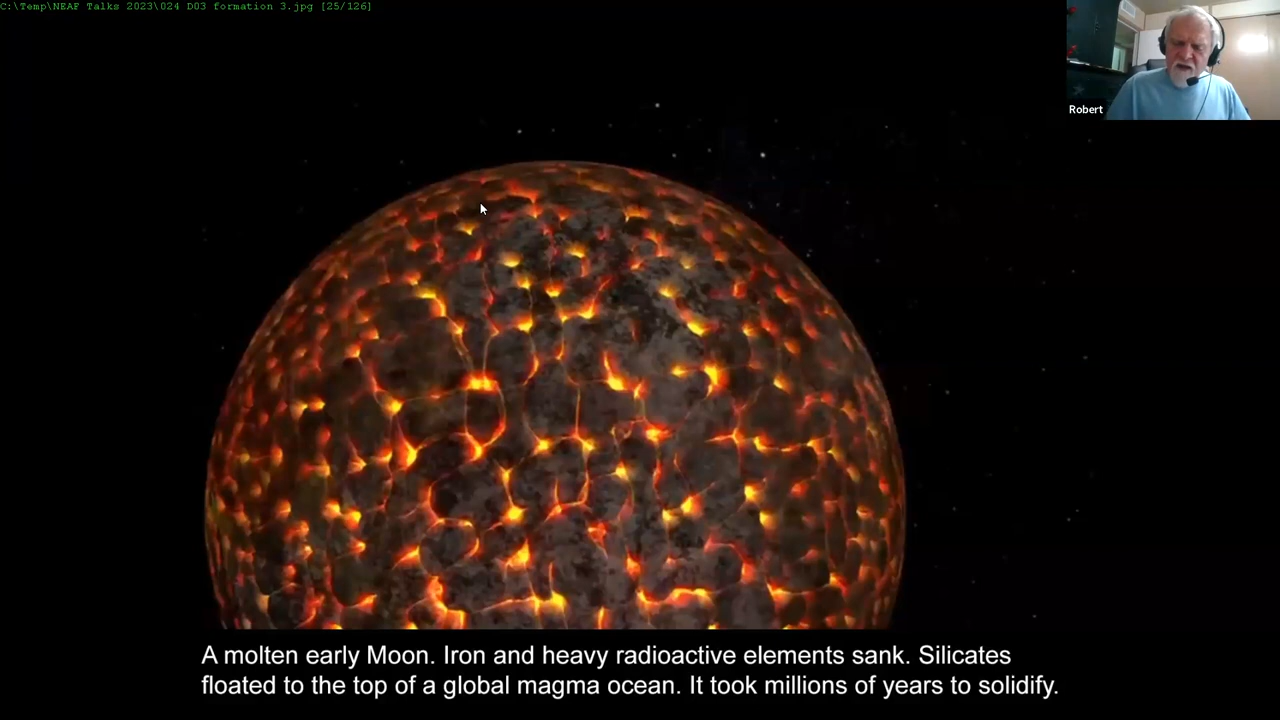 C:\Temp\NEAF Talks 2023\024 D03 formation 3.jpg [25/126]
Robert
A molten early Moon. Iron and heavy radioactive elements sank. Silicates
floated to the top of a global magma ocean. It took millions of years to solidify.